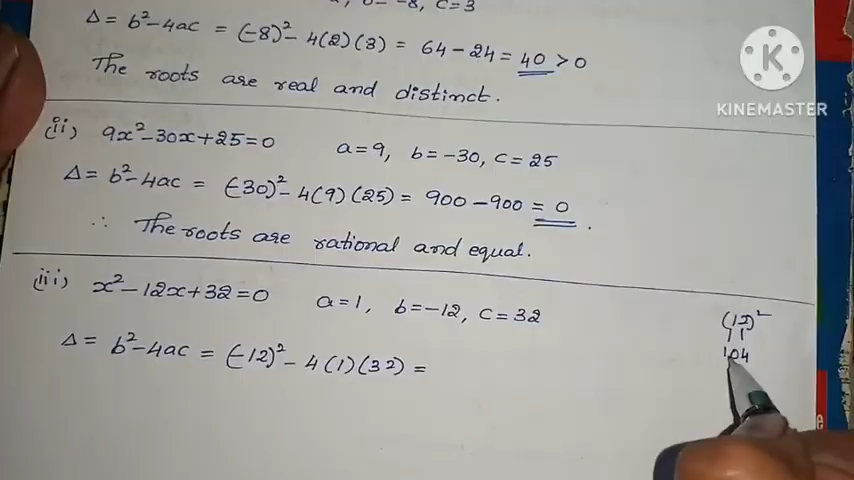 b=-8, c=3
Δ = b²-4ac = (-8)²- 4(2)(3) = 64-24 = 40 > 0
The roots are real and distinct.
(ii) 9x²-30x+25=0 a=9, b=-30, c=25
Δ = b²-4ac = (-30)²-4(9)(25) = 900-900 = 0.
∴ The roots are rational and equal.
(iii) x²-12x+32=0 a=1, b=-12, c=32
Δ = b²-4ac = (-12)²- 4(1)(32) =
(12)²
104
K
KINEMASTER